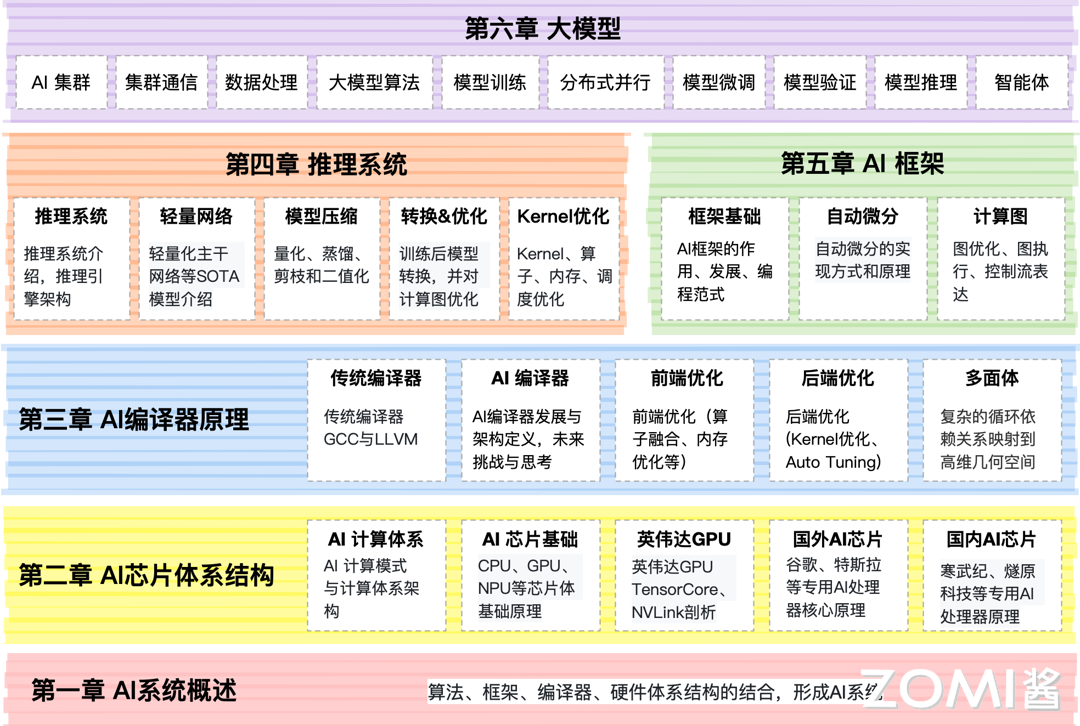 第六章 大模型
AI 集群
集群通信
数据处理
大模型算法
模型训练
分布式并行
模型微调
模型验证
模型推理
智能体
第四章 推理系统
推理系统
推理系统介
绍，推理引
擎架构
轻量网络
轻量化主干
网络等SOTA
模型介绍
模型压缩
量化、蒸馏、
剪枝和二值化
转换&优化
训练后模型
转换，并对
计算图优化
Kernel优化
Kernel、算
子、内存、调
度优化
第五章 AI 框架
框架基础
AI框架的作
用、发展、编
程范式
自动微分
自动微分的实
现方式和原理
计算图
图优化、图执
行、控制流表
达
第三章 AI编译器原理
传统编译器
传统编译器
GCC与LLVM
AI 编译器
AI编译器发展与
架构定义，未来
挑战与思考
前端优化
前端优化（算
子融合、内存
优化等）
后端优化
后端优化
(Kernel优化、
Auto Tuning)
多面体
复杂的循环依
赖关系映射到
高维几何空间
第二章 AI芯片体系结构
AI 计算体系
AI 计算模式
与计算体系架
构
AI 芯片基础
CPU、GPU、
NPU等芯片体
基础原理
英伟达GPU
英伟达GPU
TensorCore、
NVLink剖析
国外AI芯片
谷歌、特斯拉
等专用AI处理
器核心原理
国内AI芯片
寒武纪、燧原
科技等专用AI
处理器原理
第一章 AI系统概述
算法、框架、编译器、硬件体系结构的结合，形成AI系统
ZOMI酱